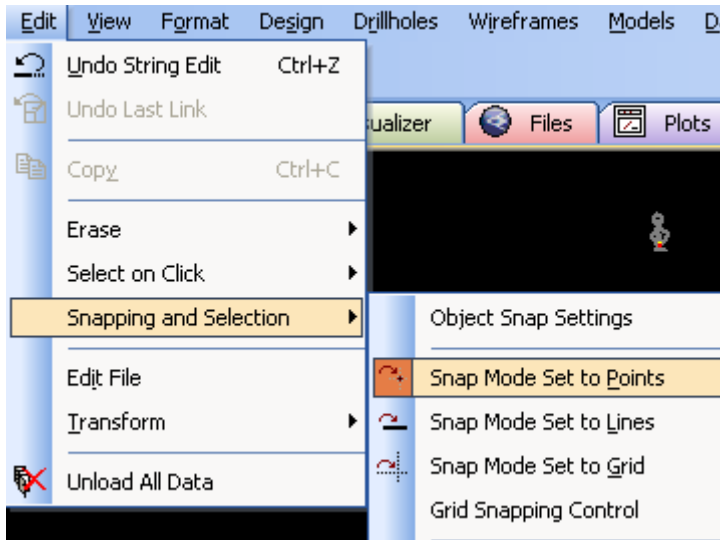 Edit View Format Design Drillholes Wireframes Models
Undo String Edit Ctrl+Z
Undo Last Link
ualizer Files Plots
Copy Ctrl+C
Erase
Select on Click
Snapping and Selection
Object Snap Settings
Edit File
Snap Mode Set to Points
Transform
Snap Mode Set to Lines
Unload All Data
Snap Mode Set to Grid
Grid Snapping Control